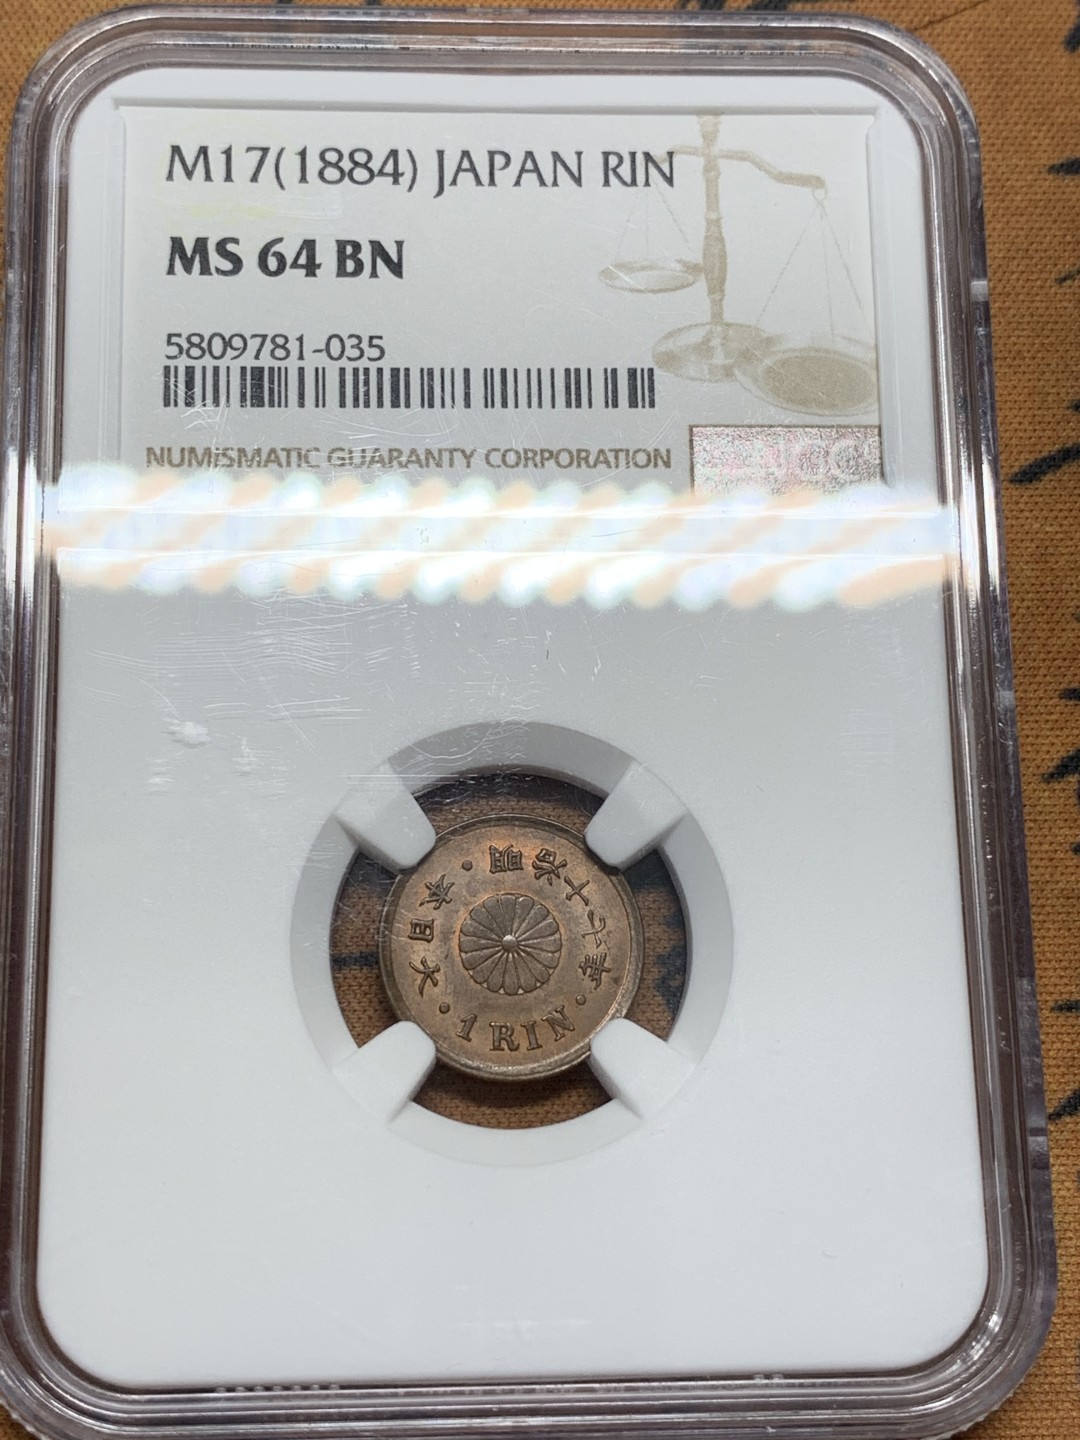 M17(1884) JAPAN RIN
MS 64 BN
5809781-035
NUMISMATIC GUARANTY CORPORATION
NGC
大日本 · 明治十七年 · 1 RIN ·